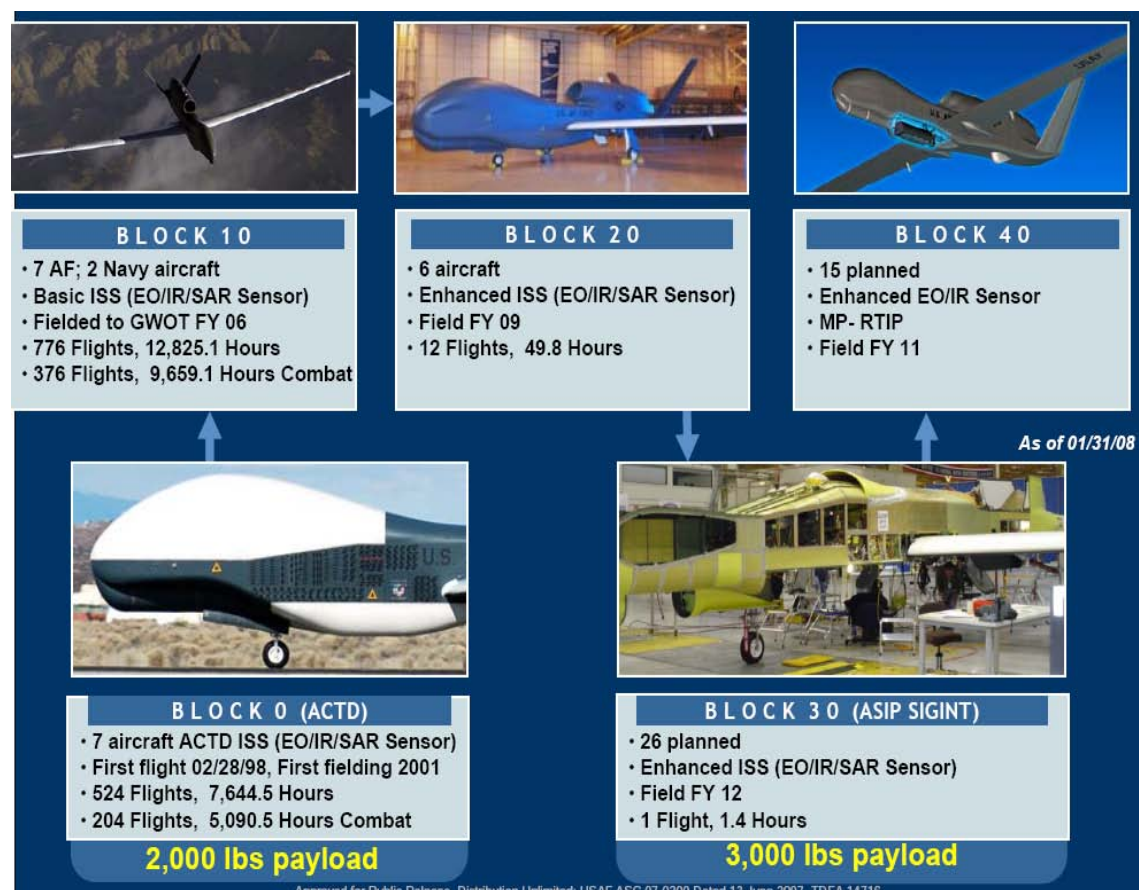 BLOCK 10
• 7 AF; 2 Navy aircraft
• Basic ISS (EO/IR/SAR Sensor)
• Fielded to GWOT FY 06
• 776 Flights, 12,825.1 Hours
• 376 Flights, 9,659.1 Hours Combat
BLOCK 20
• 6 aircraft
• Enhanced ISS (EO/IR/SAR Sensor)
• Field FY 09
• 12 Flights, 49.8 Hours
USAF
BLOCK 40
• 15 planned
• Enhanced EO/IR Sensor
• MP- RTIP
• Field FY 11
As of 01/31/08
U.S.
BLOCK 0 (ACTD)
• 7 aircraft ACTD ISS (EO/IR/SAR Sensor)
• First flight 02/28/98, First fielding 2001
• 524 Flights, 7,644.5 Hours
• 204 Flights, 5,090.5 Hours Combat
2,000 lbs payload
BLOCK 30 (ASIP SIGINT)
• 26 planned
• Enhanced ISS (EO/IR/SAR Sensor)
• Field FY 12
• 1 Flight, 1.4 Hours
3,000 lbs payload